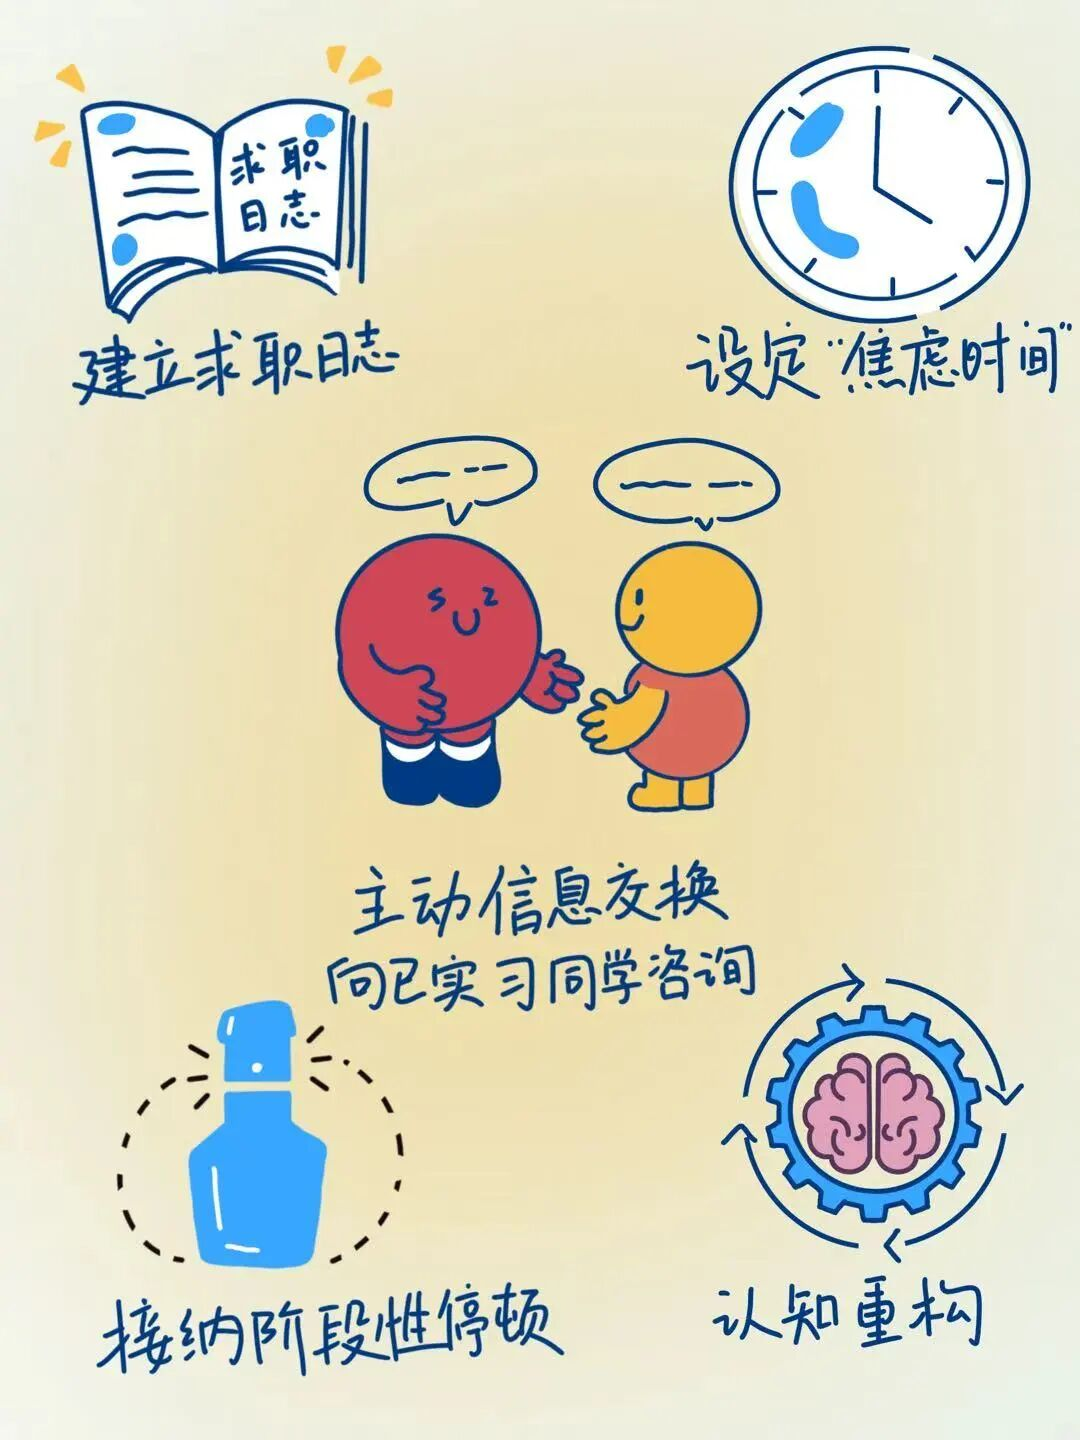 求职
日志
建立求职日志
设定"焦虑时间"
主动信息交换
向已实习同学咨询
接纳阶段性停顿
认知重构